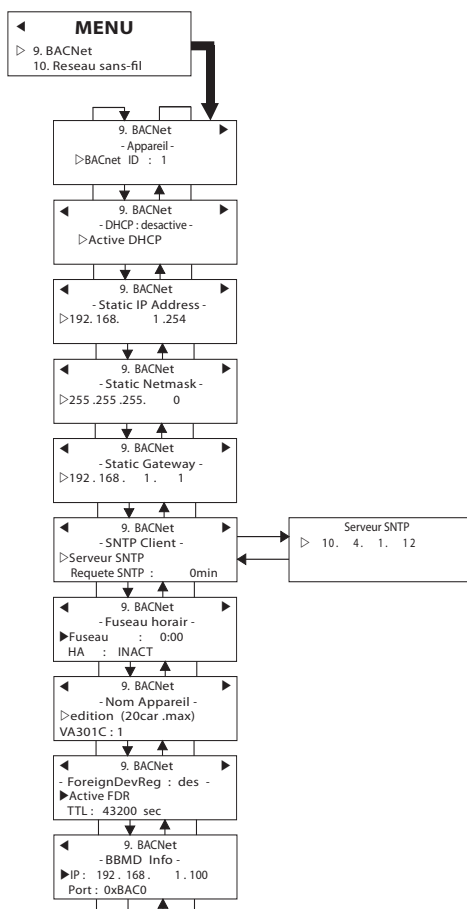 ◀ MENU
▷ 9. BACNet
10. Reseau sans-fil
9. BACNet ▶
- Appareil -
▷BACnet ID : 1
◀ 9. BACNet ▶
- DHCP : desactive -
▷Active DHCP
◀ 9. BACNet ▶
- Static IP Address -
▷192. 168. 1 .254
◀ 9. BACNet ▶
- Static Netmask -
▷255 .255 .255. 0
◀ 9. BACNet ▶
- Static Gateway -
▷192 . 168 . 1 . 1
◀ 9. BACNet ▶
- SNTP Client -
▷Serveur SNTP
Requete SNTP : 0min
Serveur SNTP
▷ 10. 4. 1. 12
◀ 9. BACNet ▶
- Fuseau horair -
▶Fuseau : 0:00
HA : INACT
◀ 9. BACNet ▶
- Nom Appareil -
▷edition (20car .max)
VA301C : 1
◀ 9. BACNet ▶
- ForeignDevReg : des -
▶Active FDR
TTL : 43200 sec
◀ 9. BACNet
- BBMD Info -
▶IP : 192 . 168 . 1 . 100
Port : 0xBAC0